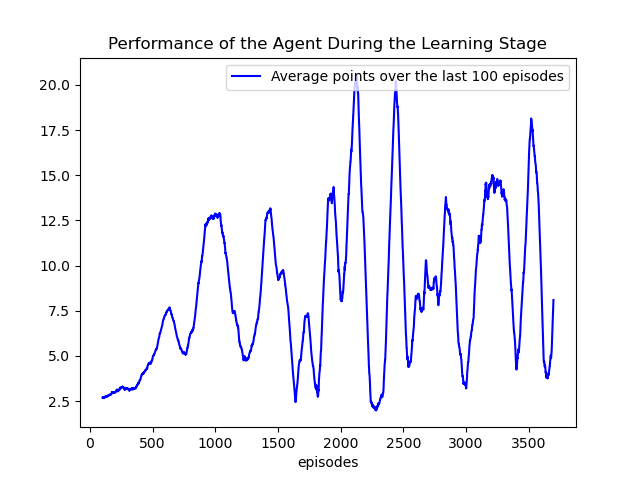 Performance of the Agent During the Learning Stage
Average points over the last 100 episodes
20.0
17.5
15.0
12.5
10.0
7.5
5.0
2.5
0 500 1000 1500 2000 2500 3000 3500
episodes